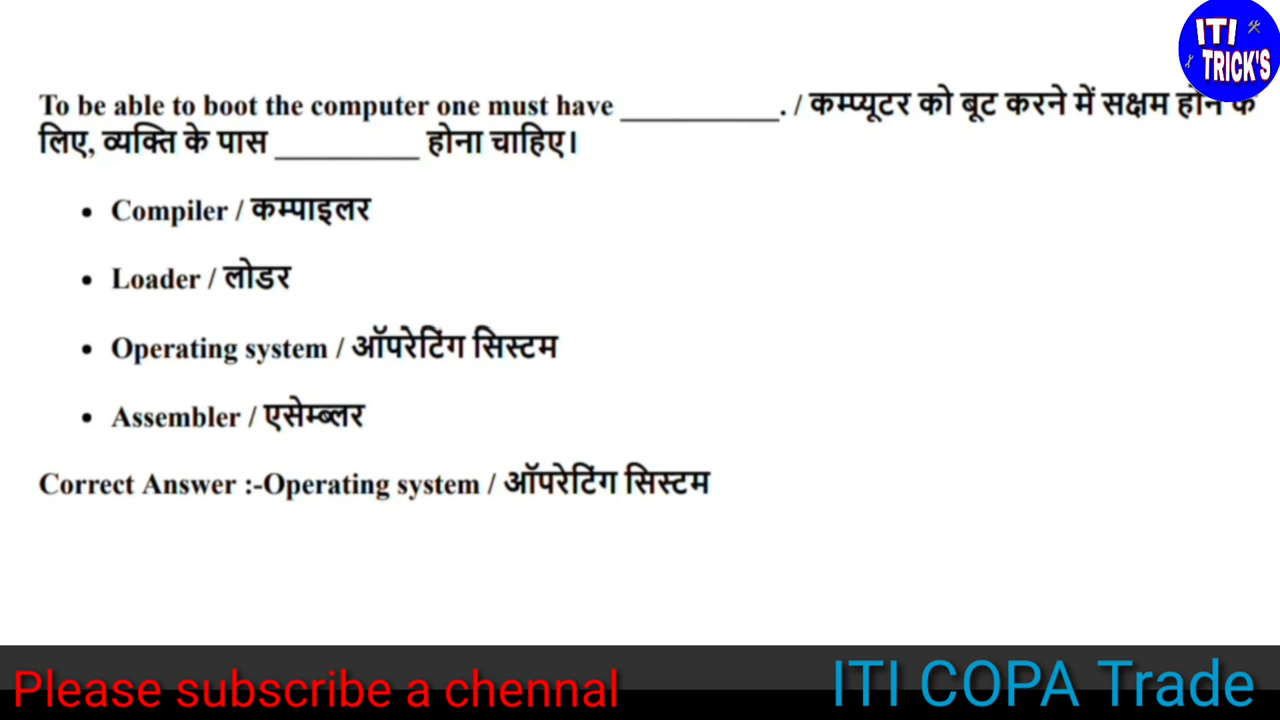 ITI
TRICK'S
To be able to boot the computer one must have ___________. / कम्प्यूटर को बूट करने में सक्षम होने के
लिए, व्यक्ति के पास __________ होना चाहिए।
• Compiler / कम्पाइलर
• Loader / लोडर
• Operating system / ऑपरेटिंग सिस्टम
• Assembler / एसेम्ब्लर
Correct Answer :-Operating system / ऑपरेटिंग सिस्टम
Please subscribe a chennal
ITI COPA Trade